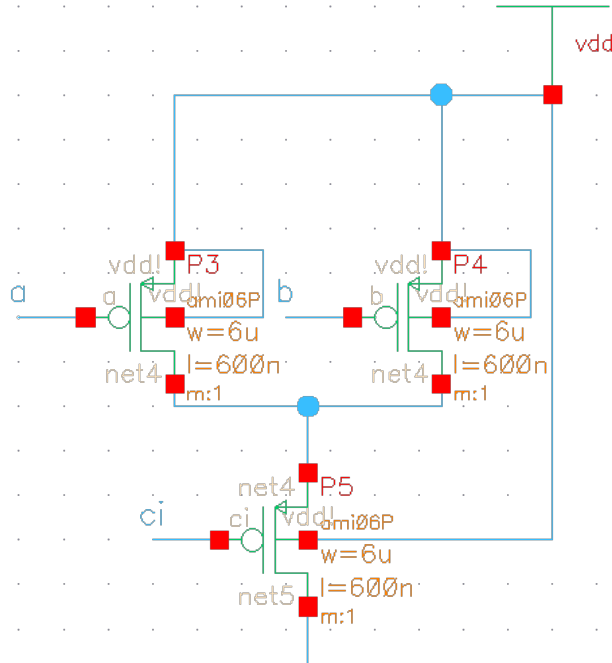 vdd
vdd!
P3
a
a
vdd!
ami06P
w=6u
l=600n
net4
m:1
vdd!
P4
b
b
vdd!
ami06P
w=6u
l=600n
net4
m:1
net4
P5
ci
ci
vdd!
ami06P
w=6u
l=600n
net5
m:1